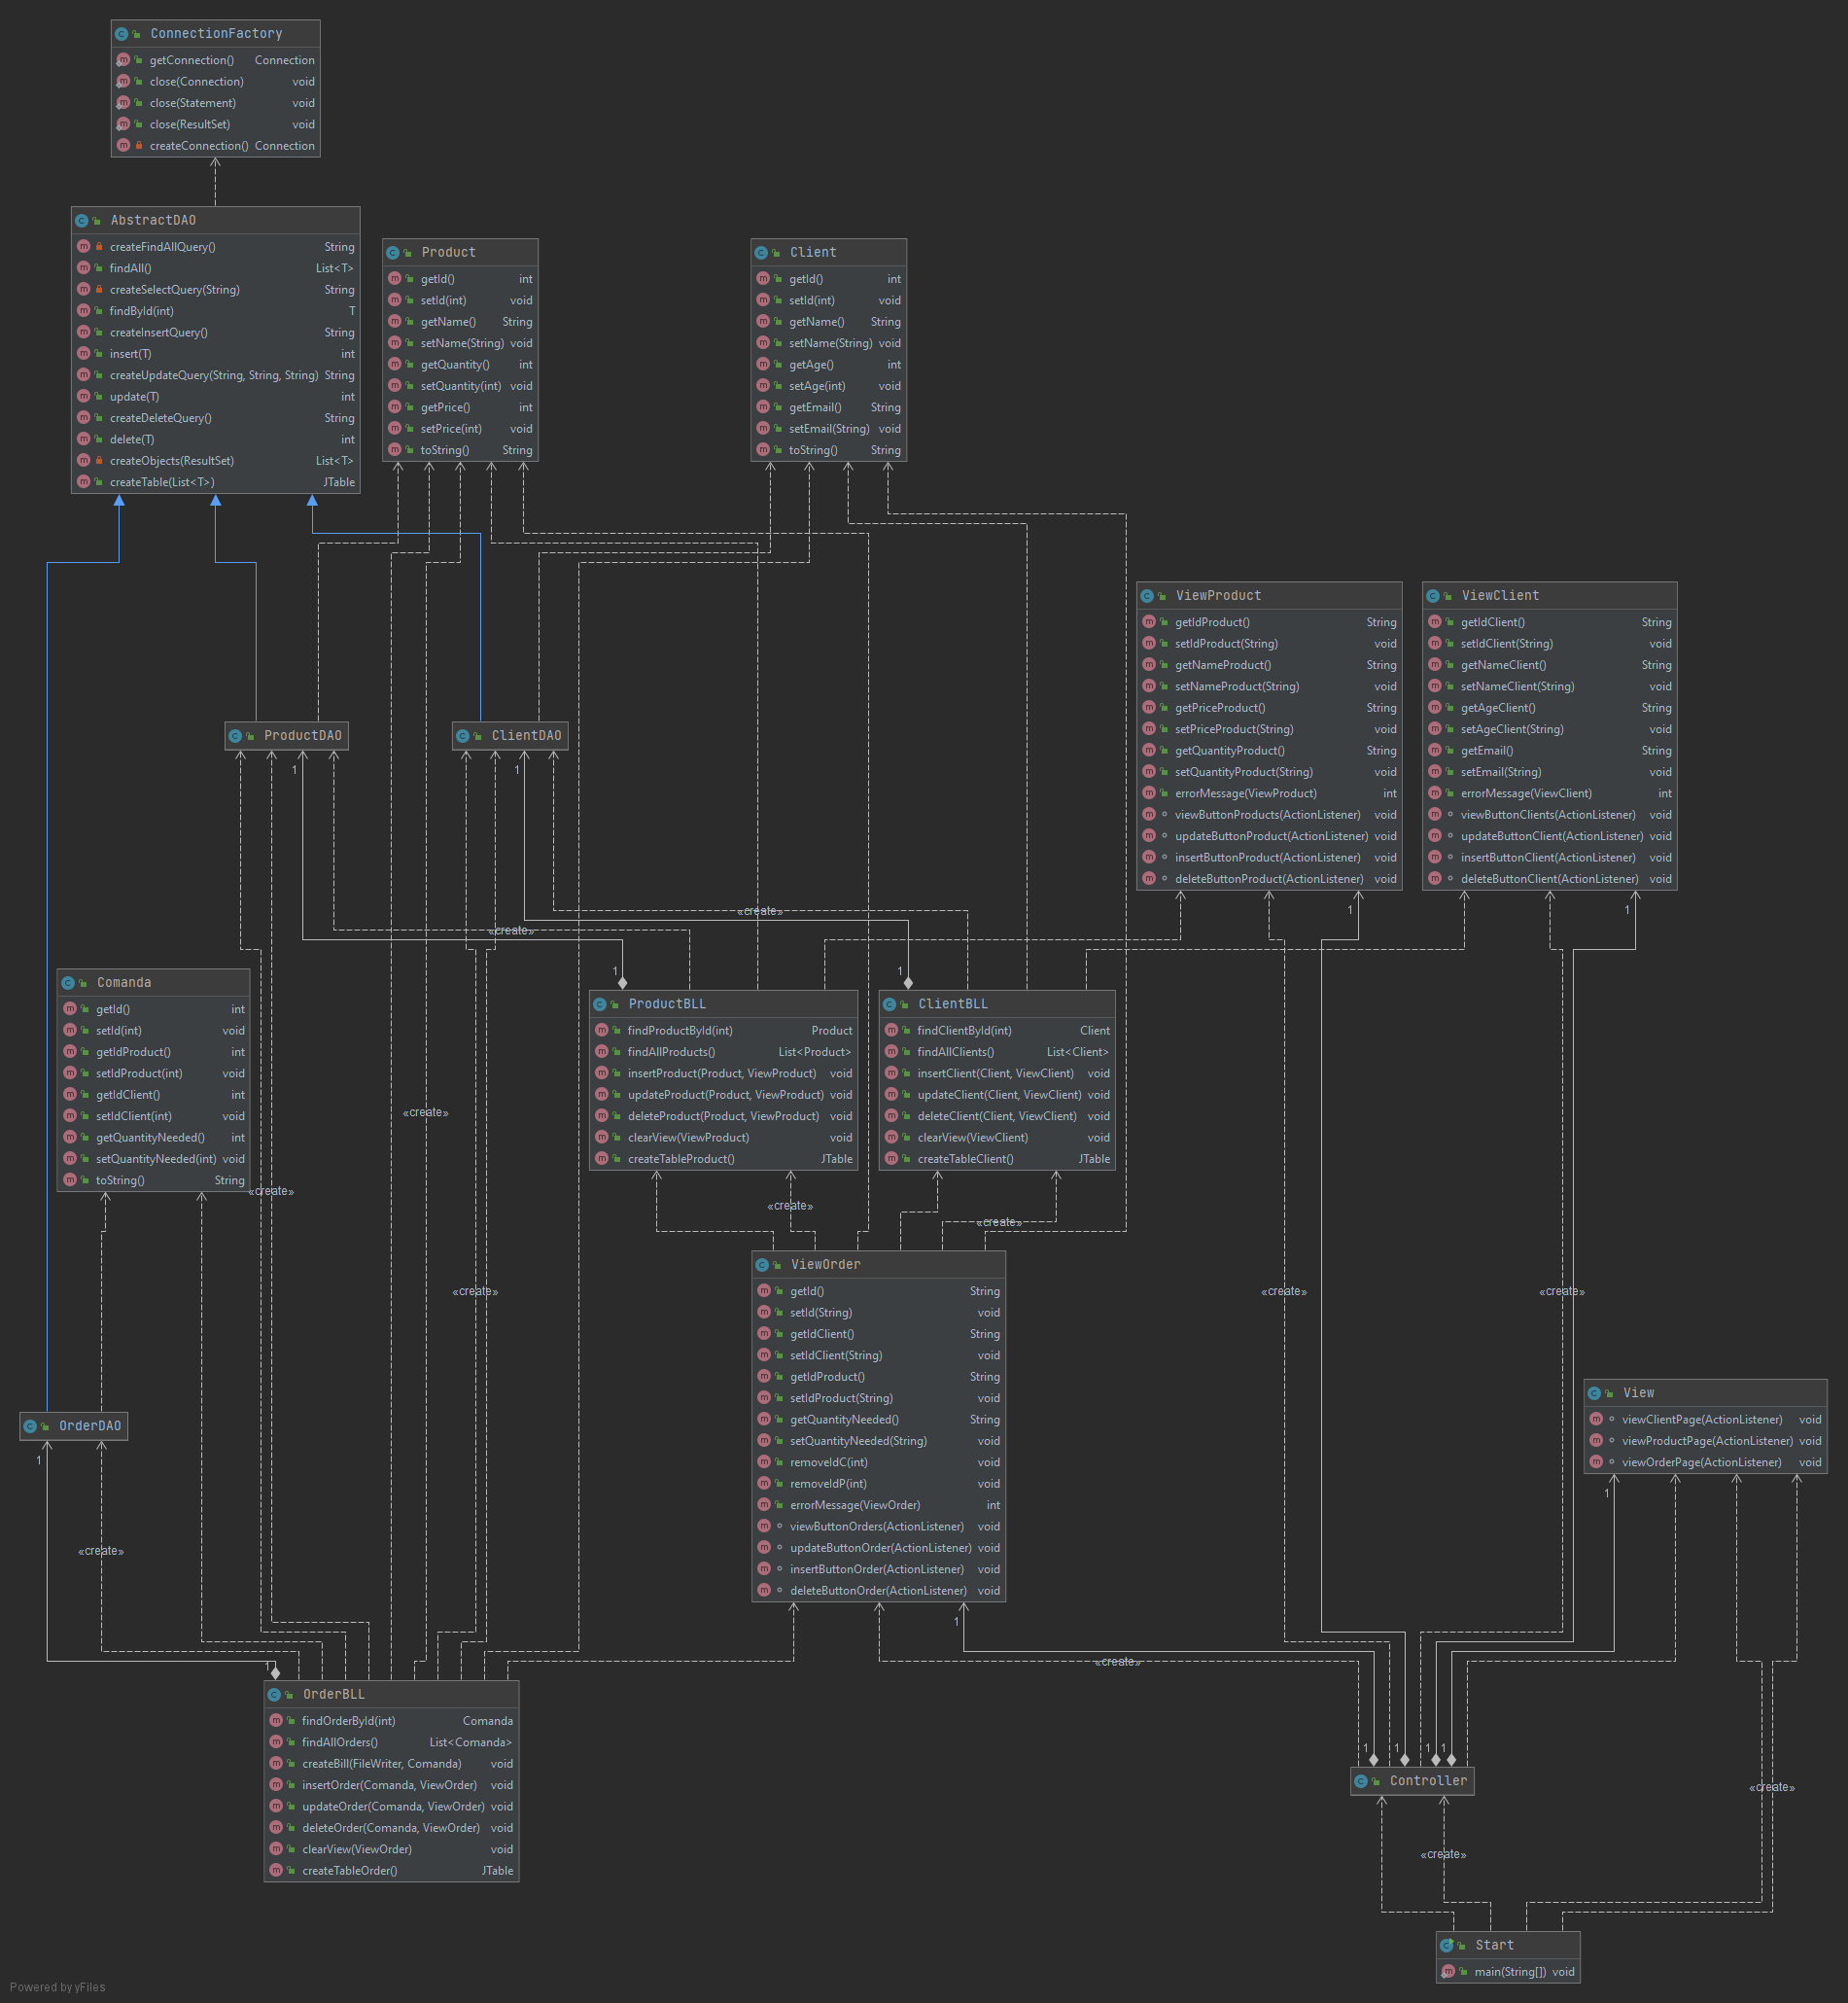 ConnectionFactory
getConnection() Connection
close(Connection) void
close(Statement) void
close(ResultSet) void
createConnection() Connection
AbstractDAO
createFindAllQuery() String
findAll() List<T>
createSelectQuery(String) String
findById(int) T
createInsertQuery() String
insert(T) int
createUpdateQuery(String, String, String) String
update(T) int
createDeleteQuery() String
delete(T) int
createObjects(ResultSet) List<T>
createTable(List<T>) JTable
Product
getId() int
setId(int) void
getName() String
setName(String) void
getQuantity() int
setQuantity(int) void
getPrice() int
setPrice(int) void
toString() String
Client
getId() int
setId(int) void
getName() String
setName(String) void
getAge() int
setAge(int) void
getEmail() String
setEmail(String) void
toString() String
ViewProduct
getIdProduct() String
setIdProduct(String) void
getNameProduct() String
setNameProduct(String) void
getPriceProduct() String
setPriceProduct(String) void
getQuantityProduct() String
setQuantityProduct(String) void
errorMessage(ViewProduct) int
viewButtonProducts(ActionListener) void
updateButtonProduct(ActionListener) void
insertButtonProduct(ActionListener) void
deleteButtonProduct(ActionListener) void
ViewClient
getIdClient() String
setIdClient(String) void
getNameClient() String
setNameClient(String) void
getAgeClient() String
setAgeClient(String) void
getEmail() String
setEmail(String) void
errorMessage(ViewClient) int
viewButtonClients(ActionListener) void
updateButtonClient(ActionListener) void
insertButtonClient(ActionListener) void
deleteButtonClient(ActionListener) void
ProductDAO
ClientDAO
1
1
1
1
«create»
«create»
1
1
Comanda
getId() int
setId(int) void
getIdProduct() int
setIdProduct(int) void
getIdClient() int
setIdClient(int) void
getQuantityNeeded() int
setQuantityNeeded(int) void
toString() String
ProductBLL
findProductById(int) Product
findAllProducts() List<Product>
insertProduct(Product, ViewProduct) void
updateProduct(Product, ViewProduct) void
deleteProduct(Product, ViewProduct) void
clearView(ViewProduct) void
createTableProduct() JTable
ClientBLL
findClientById(int) Client
findAllClients() List<Client>
insertClient(Client, ViewClient) void
updateClient(Client, ViewClient) void
deleteClient(Client, ViewClient) void
clearView(ViewClient) void
createTableClient() JTable
«create»
«create»
«create»
«create»
«create»
«create»
«create»
ViewOrder
getId() String
setId(String) void
getIdClient() String
setIdClient(String) void
getIdProduct() String
setIdProduct(String) void
getQuantityNeeded() String
setQuantityNeeded(String) void
removeIdC(int) void
removeIdP(int) void
errorMessage(ViewOrder) int
viewButtonOrders(ActionListener) void
updateButtonOrder(ActionListener) void
insertButtonOrder(ActionListener) void
deleteButtonOrder(ActionListener) void
View
viewClientPage(ActionListener) void
viewProductPage(ActionListener) void
viewOrderPage(ActionListener) void
OrderDAO
1
1
«create»
1
«create»
1
OrderBLL
findOrderById(int) Comanda
findAllOrders() List<Comanda>
createBill(FileWriter, Comanda) void
insertOrder(Comanda, ViewOrder) void
updateOrder(Comanda, ViewOrder) void
deleteOrder(Comanda, ViewOrder) void
clearView(ViewOrder) void
createTableOrder() JTable
1
1
1
1
Controller
«create»
«create»
Start
main(String[]) void
Powered by yFiles